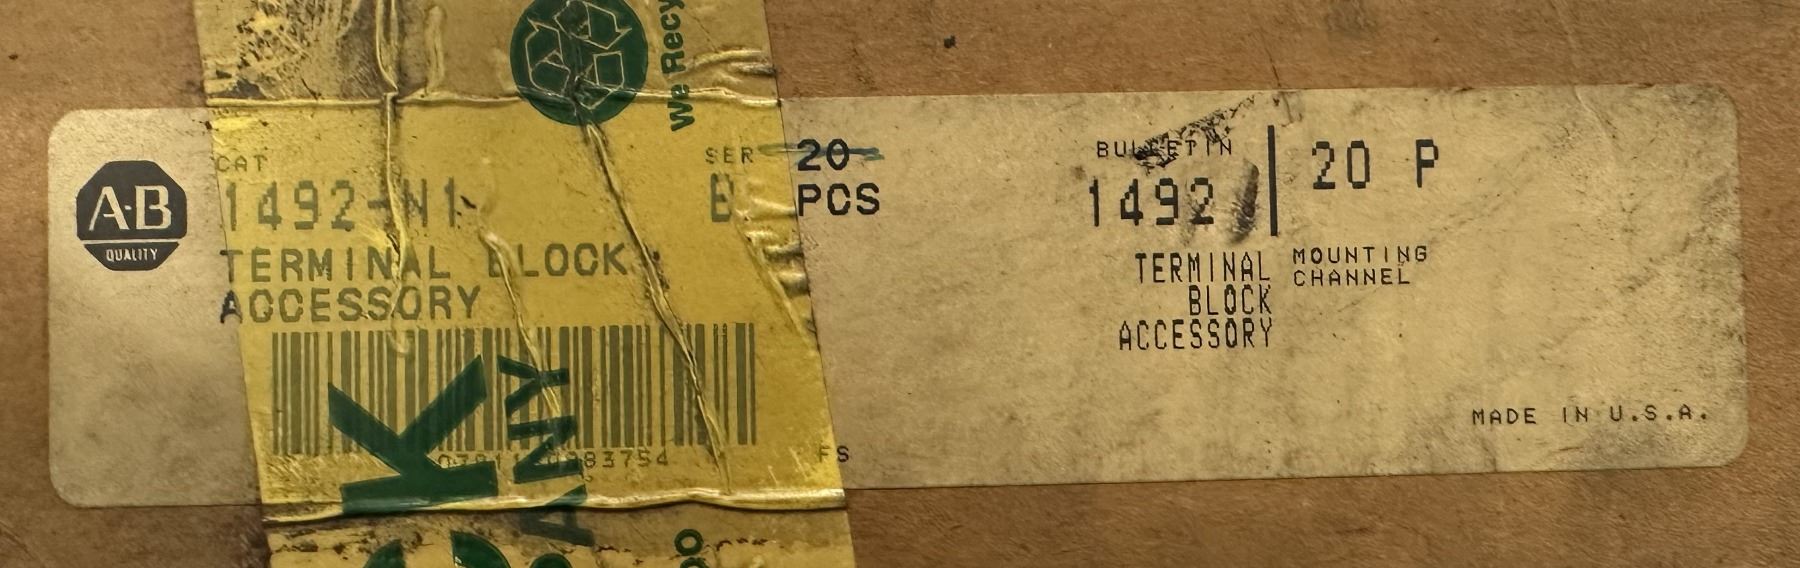 We Recy
A·B
QUALITY
CAT
1492-N1
SER
B
20
PCS
TERMINAL BLOCK
ACCESSORY
FS
BULLETIN
1492
TERMINAL
BLOCK
ACCESSORY
20 P
MOUNTING
CHANNEL
MADE IN U.S.A.
K
ANY